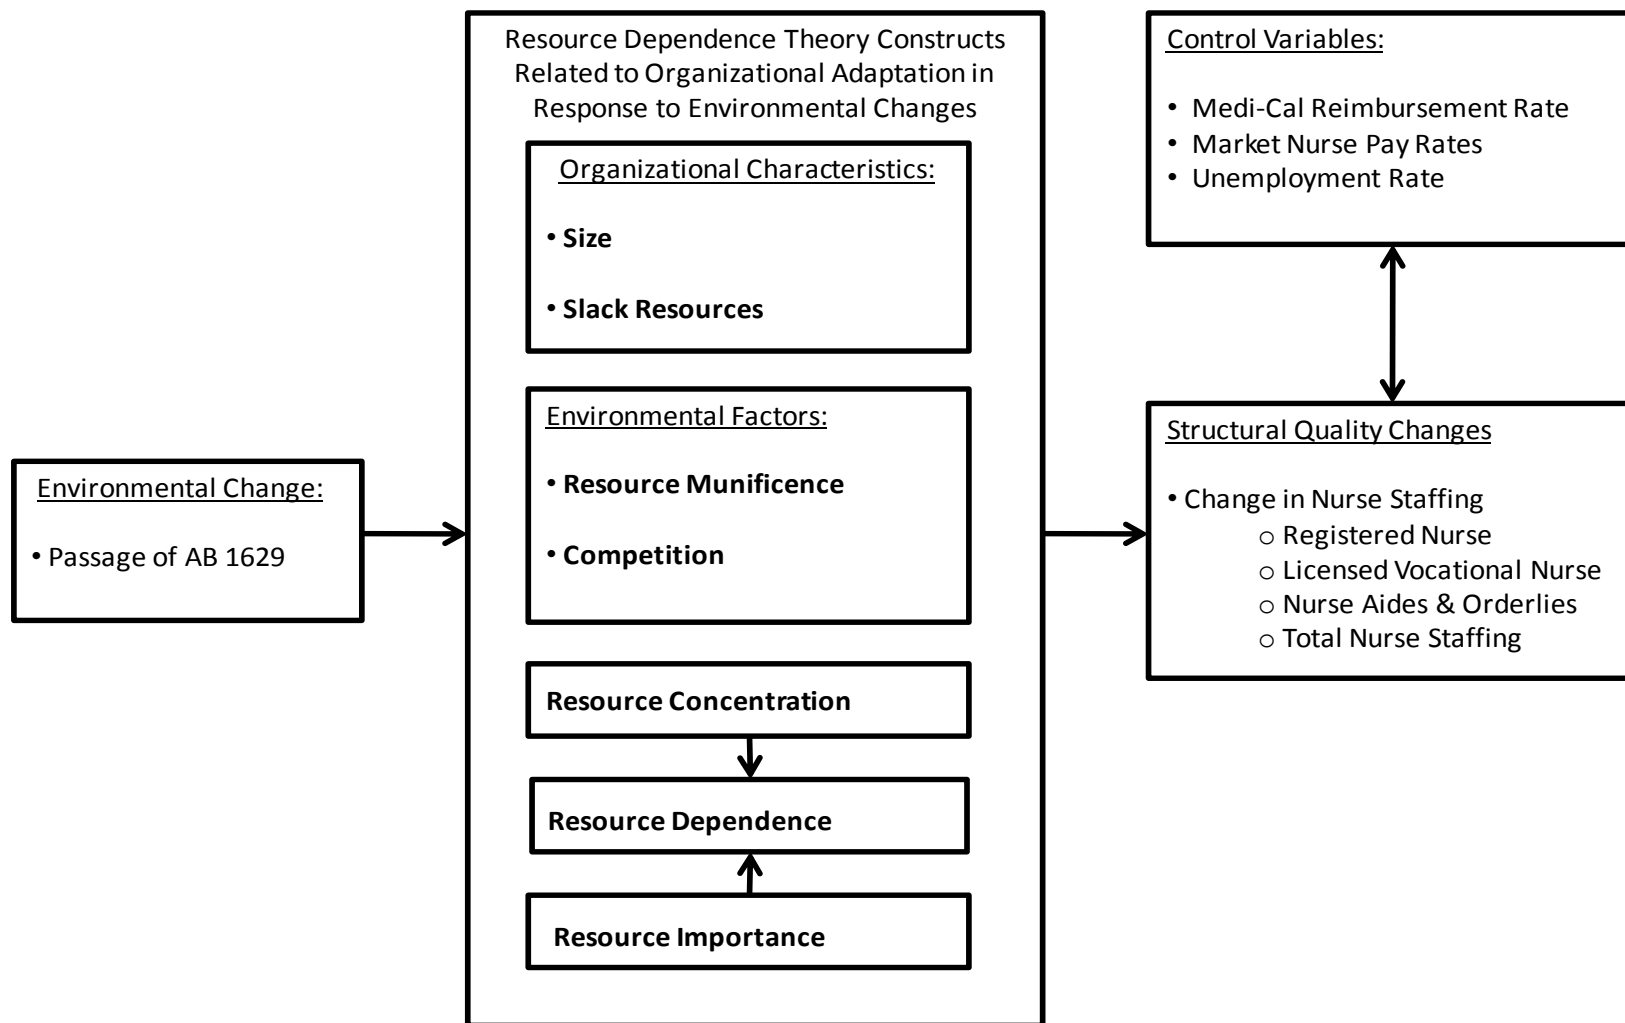 Environmental Change:
• Passage of AB 1629
Resource Dependence Theory Constructs
Related to Organizational Adaptation in
Response to Environmental Changes
Organizational Characteristics:
• Size
• Slack Resources
Environmental Factors:
• Resource Munificence
• Competition
Resource Concentration
Resource Dependence
Resource Importance
Control Variables:
• Medi-Cal Reimbursement Rate
• Market Nurse Pay Rates
• Unemployment Rate
Structural Quality Changes
• Change in Nurse Staffing
o Registered Nurse
o Licensed Vocational Nurse
o Nurse Aides & Orderlies
o Total Nurse Staffing